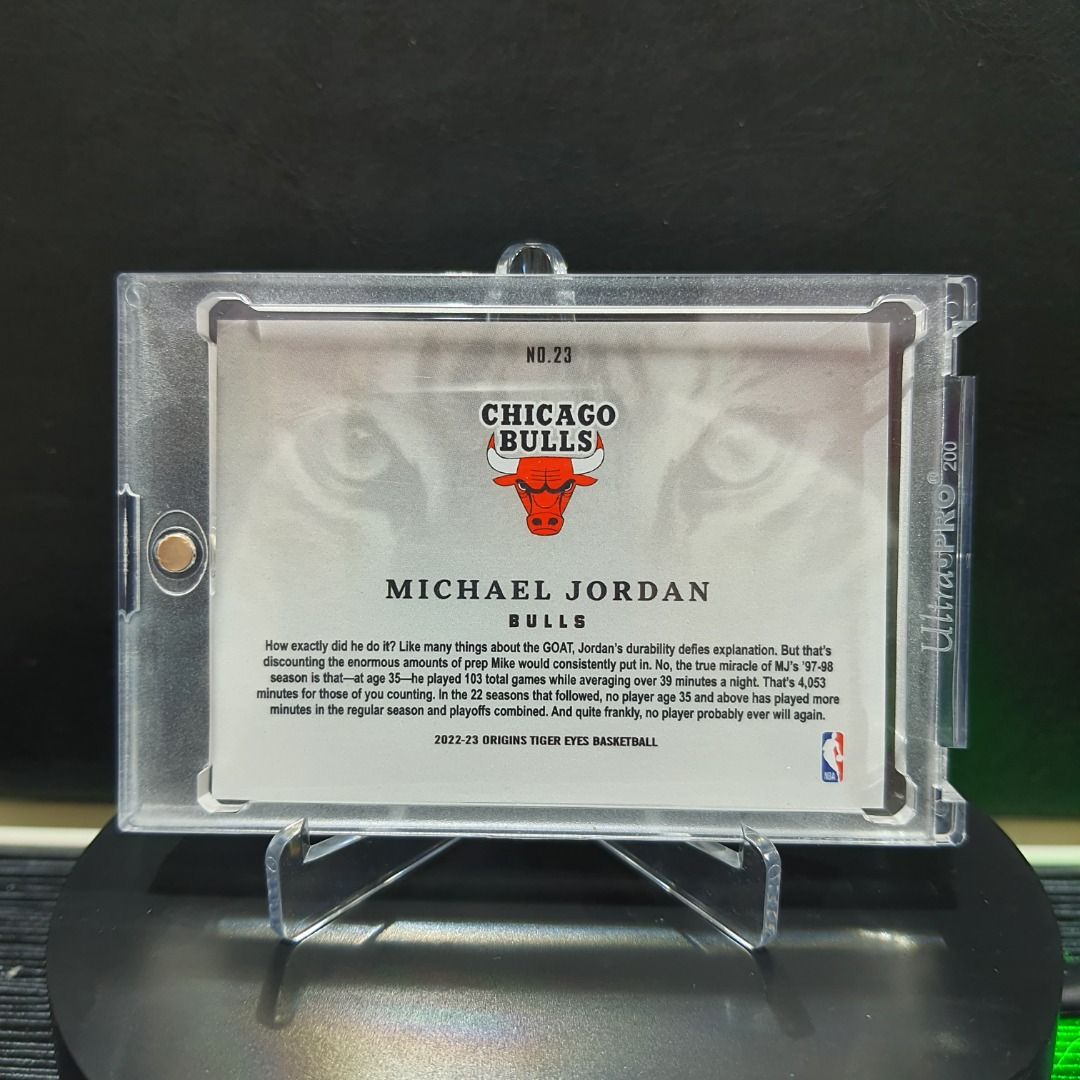 NO.23
CHICAGO
BULLS
MICHAEL JORDAN
BULLS
How exactly did he do it? Like many things about the GOAT, Jordan's durability defies explanation. But that's
discounting the enormous amounts of prep Mike would consistently put in. No, the true miracle of MJ's '97-98
season is that—at age 35—he played 103 total games while averaging over 39 minutes a night. That's 4,053
minutes for those of you counting. In the 22 seasons that followed, no player age 35 and above has played more
minutes in the regular season and playoffs combined. And quite frankly, no player probably ever will again.
2022-23 ORIGINS TIGER EYES BASKETBALL
NBA
Ultra PRO® 200